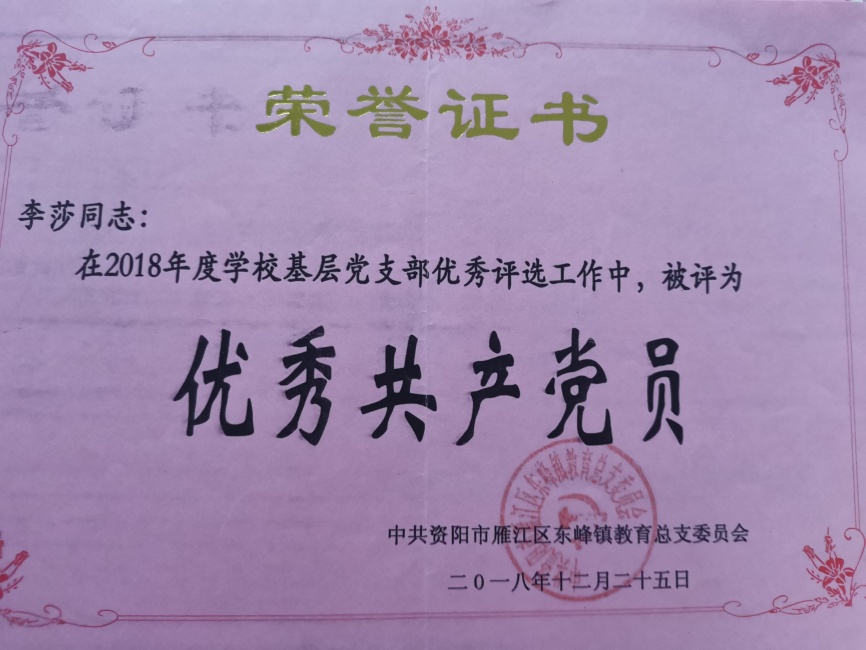 荣誉证书
李莎同志：
在2018年度学校基层党支部优秀评选工作中，被评为
优秀共产党员
中共资阳市雁江区东峰镇教育总支委员会
二0一八年十二月二十五日